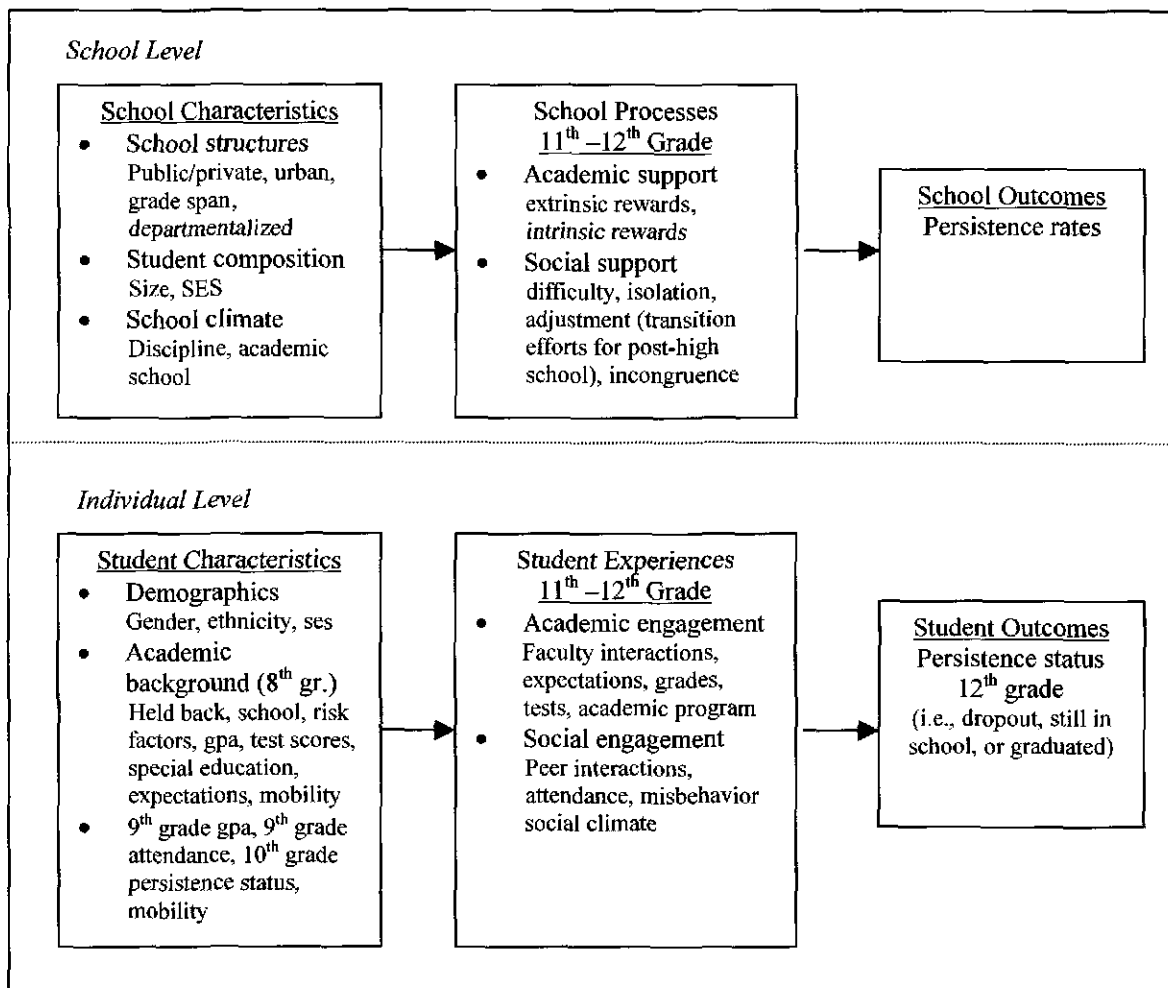 School Level
School Characteristics
• School structures
Public/private, urban,
grade span,
departmentalized
• Student composition
Size, SES
• School climate
Discipline, academic
school
School Processes
11th –12th Grade
• Academic support
extrinsic rewards,
intrinsic rewards
• Social support
difficulty, isolation,
adjustment (transition
efforts for post-high
school), incongruence
School Outcomes
Persistence rates
Individual Level
Student Characteristics
• Demographics
Gender, ethnicity, ses
• Academic
background (8th gr.)
Held back, school, risk
factors, gpa, test scores,
special education,
expectations, mobility
• 9th grade gpa, 9th grade
attendance, 10th grade
persistence status,
mobility
Student Experiences
11th –12th Grade
• Academic engagement
Faculty interactions,
expectations, grades,
tests, academic program
• Social engagement
Peer interactions,
attendance, misbehavior
social climate
Student Outcomes
Persistence status
12th grade
(i.e., dropout, still in
school, or graduated)